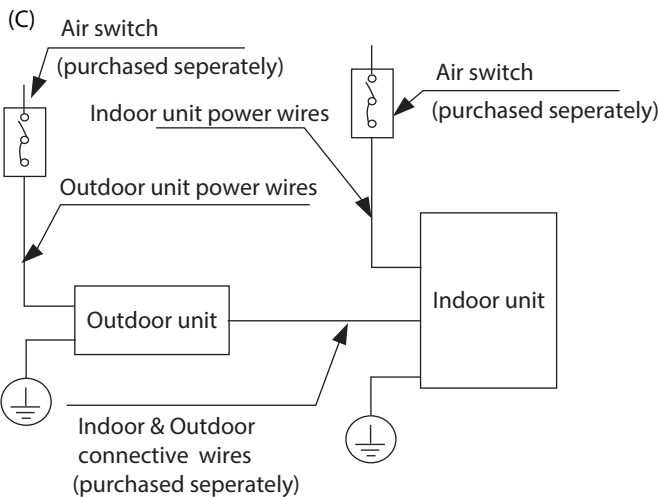 (C)
Air switch
(purchased seperately)
Air switch
(purchased seperately)
Indoor unit power wires
Outdoor unit power wires
Outdoor unit
Indoor unit
Indoor & Outdoor
connective wires
(purchased seperately)